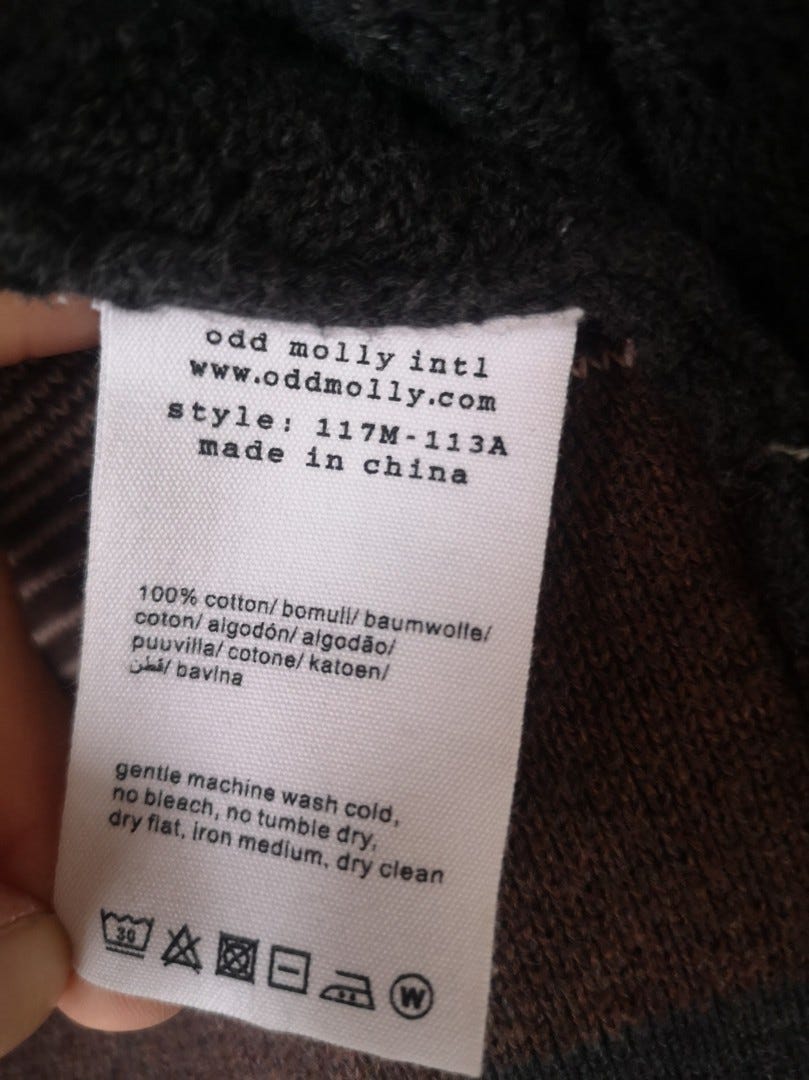 odd molly intl
www.oddmolly.com
style: 117M-113A
made in china
100% cotton/ bomull/ baumwolle/
coton/ algodón/ algodão/
puuvilla/ cotone/ katoen/
قطن/ bavlna
gentle machine wash cold,
no bleach, no tumble dry,
dry flat, iron medium, dry clean
30
W